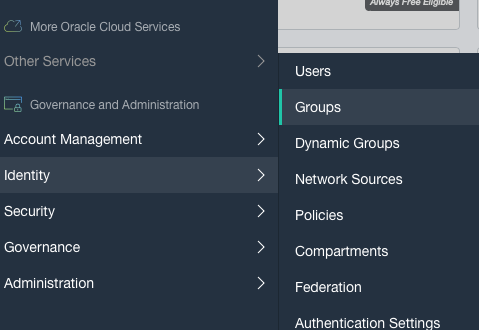 Always Free Eligible
More Oracle Cloud Services
Other Services
Governance and Administration
Account Management
Identity
Security
Governance
Administration
Users
Groups
Dynamic Groups
Network Sources
Policies
Compartments
Federation
Authentication Settings